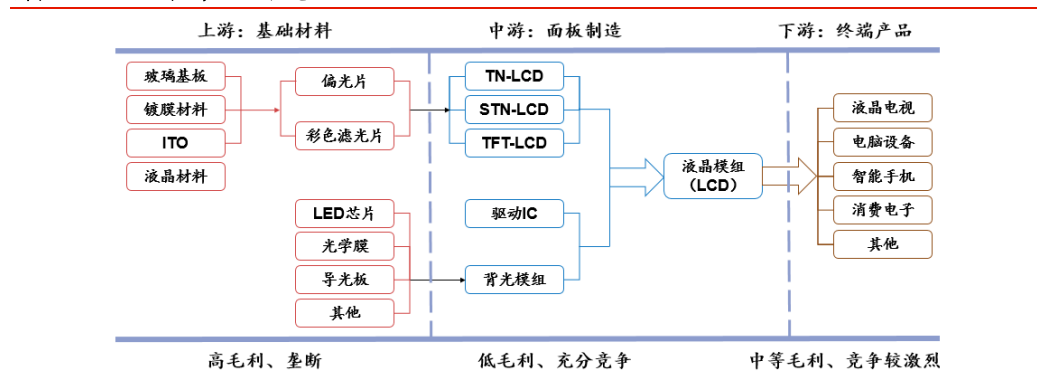 上游：基础材料
中游：面板制造
下游：终端产品
玻璃基板
镀膜材料
ITO
液晶材料
偏光片
彩色滤光片
LED芯片
光学膜
导光板
其他
TN-LCD
STN-LCD
TFT-LCD
驱动IC
背光模组
液晶模组
（LCD）
液晶电视
电脑设备
智能手机
消费电子
其他
高毛利、垄断
低毛利、充分竞争
中等毛利、竞争较激烈